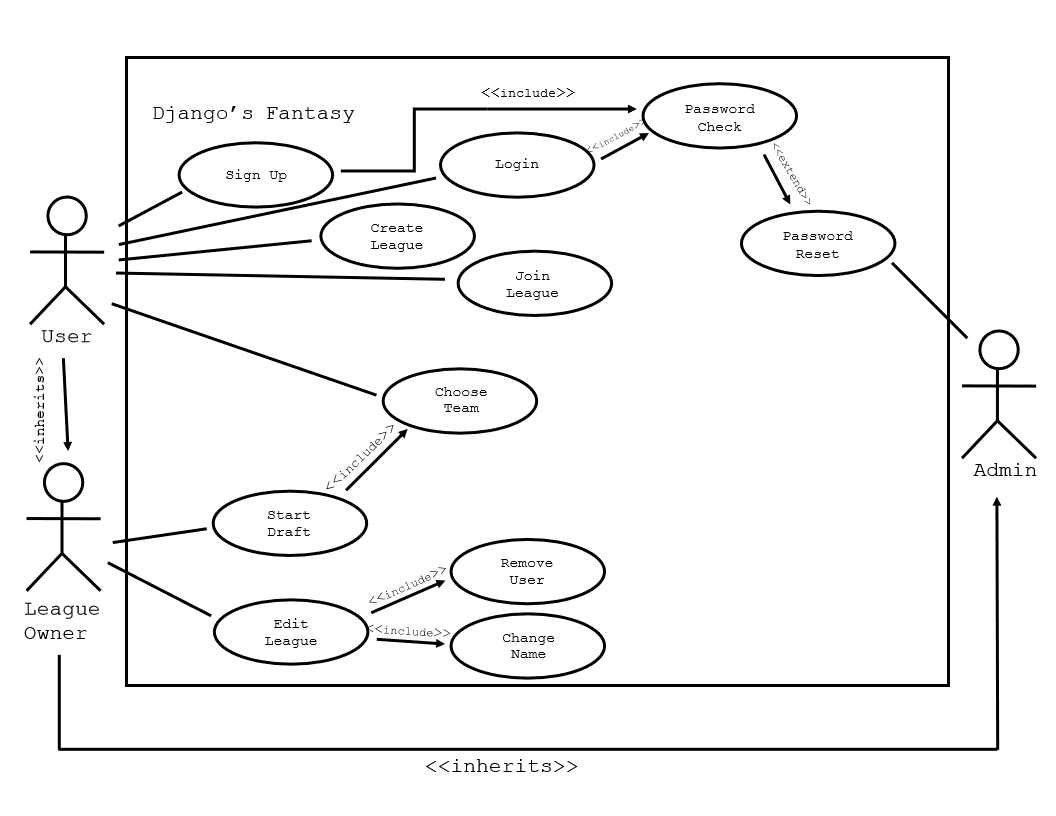 Django’s Fantasy
<<include>>
Password
Check
<<include>>
Login
Sign Up
<<extend>>
Create
League
Password
Reset
Join
League
User
<<inherits>>
Choose
Team
<<include>>
Admin
Start
Draft
Remove
User
<<include>>
League
Owner
Edit
League
<<include>>
Change
Name
<<inherits>>